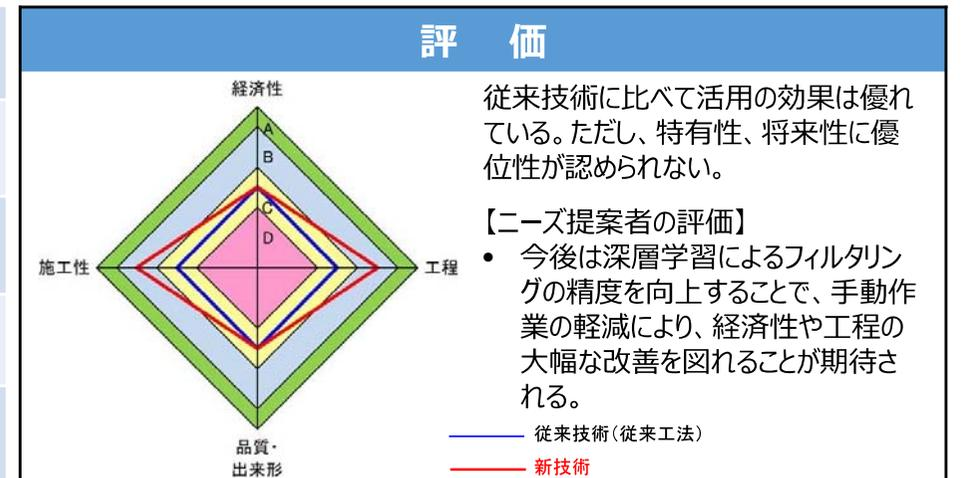 評 価
経済性
A
B
C
D
施工性
工程
品質・
出来形
従来技術に比べて活用の効果は優れ
ている。ただし、特有性、将来性に優
位性が認められない。
【ニーズ提案者の評価】
• 今後は深層学習によるフィルタリン
グの精度を向上することで、手動作
業の軽減により、経済性や工程の
大幅な改善を図れることが期待さ
れる。
従来技術（従来工法）
新技術